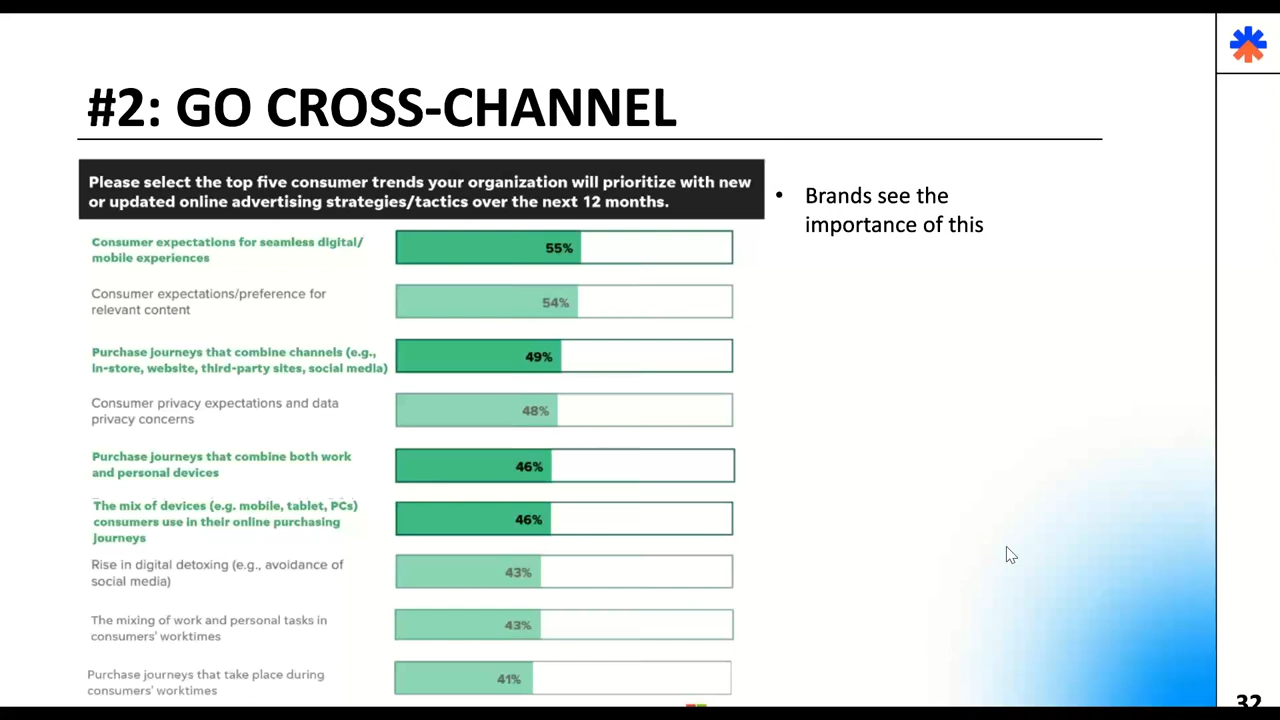 #2: GO CROSS-CHANNEL
Please select the top five consumer trends your organization will prioritize with new
or updated online advertising strategies/tactics over the next 12 months.
Consumer expectations for seamless digital/
mobile experiences
55%
Consumer expectations/preference for
relevant content
54%
Purchase journeys that combine channels (e.g.,
in-store, website, third-party sites, social media)
49%
Consumer privacy expectations and data
privacy concerns
48%
Purchase journeys that combine both work
and personal devices
46%
The mix of devices (e.g. mobile, tablet, PCs)
consumers use in their online purchasing
journeys
46%
Rise in digital detoxing (e.g., avoidance of
social media)
43%
The mixing of work and personal tasks in
consumers' worktimes
43%
Purchase journeys that take place during
consumers' worktimes
41%
• Brands see the
importance of this
32